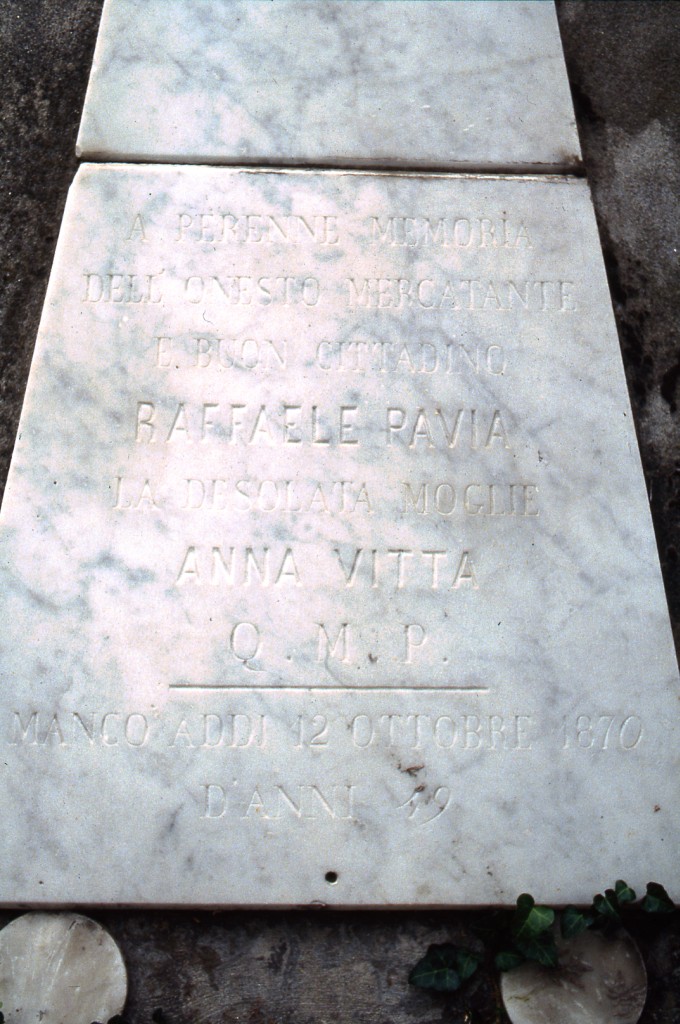 A PERENNE MEMORIA
DELL' ONESTO MERCATANTE
E BUON CITTADINO
RAFFAELE PAVIA
LA DESOLATA MOGLIE
ANNA VITTA
Q. M. P.
MANCO ADDI 12 OTTOBRE 1870
D'ANNI